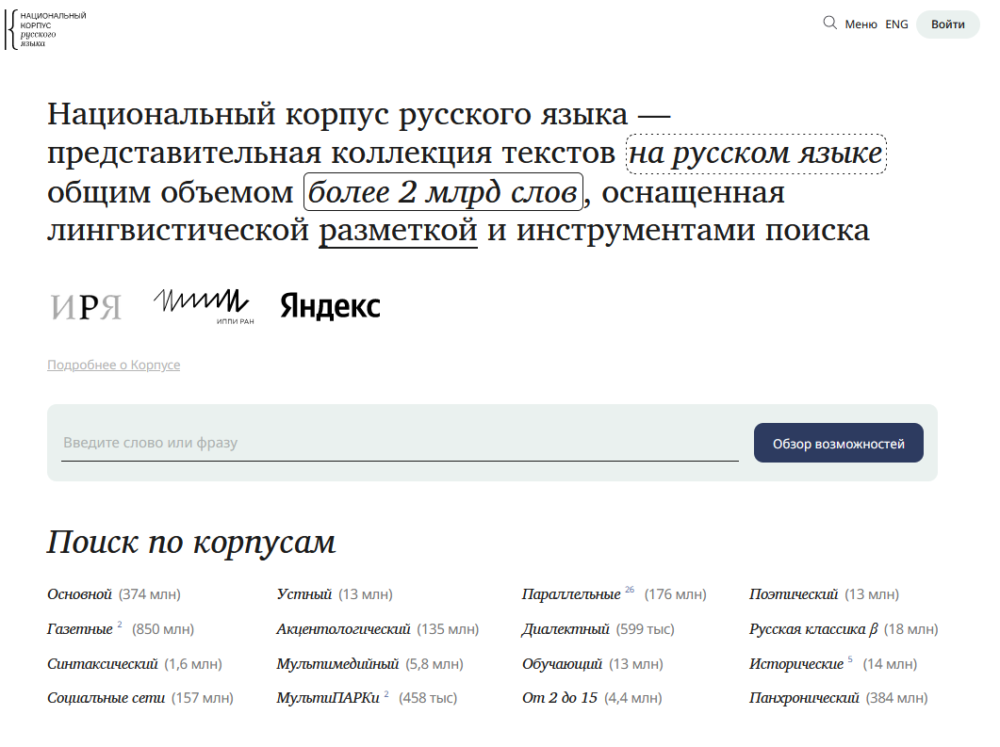 НАЦИОНАЛЬНЫЙ
КОРПУС
русского
языка
Меню ENG Войти
Национальный корпус русского языка —
представительная коллекция текстов на русском языке
общим объемом более 2 млрд слов, оснащенная
лингвистической разметкой и инструментами поиска
ИРЯ
ИППИ РАН
Яндекс
Подробнее о Корпусе
Введите слово или фразу
Обзор возможностей
Поиск по корпусам
Основной (374 млн) Устный (13 млн) Параллельные 26 (176 млн) Поэтический (13 млн)
Газетные 2 (850 млн) Акцентологический (135 млн) Диалектный (599 тыс) Русская классика β (18 млн)
Синтаксический (1,6 млн) Мультимедийный (5,8 млн) Обучающий (13 млн) Исторические 5 (14 млн)
Социальные сети (157 млн) МультиПАРКи 2 (458 тыс) От 2 до 15 (4,4 млн) Панхронический (384 млн)